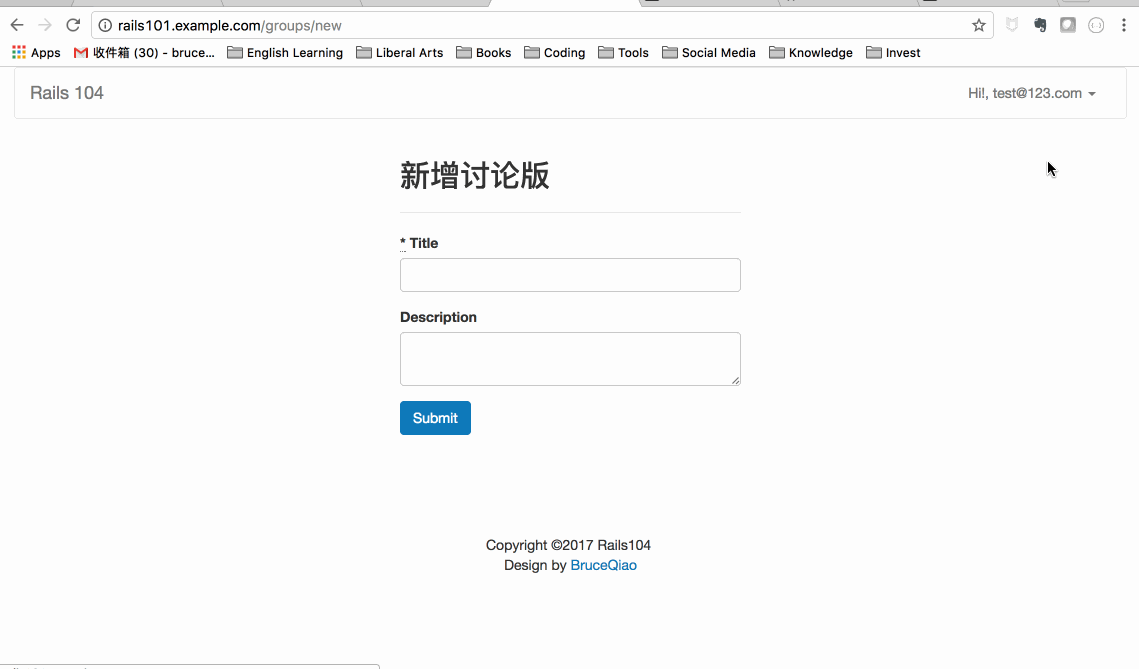 rails101.example.com/groups/new
Apps 收件箱 (30) - bruce... English Learning Liberal Arts Books Coding Tools Social Media Knowledge Invest
Rails 104 Hi!, test@123.com
新增讨论版
* Title
Description
Submit
Copyright ©2017 Rails104
Design by BruceQiao